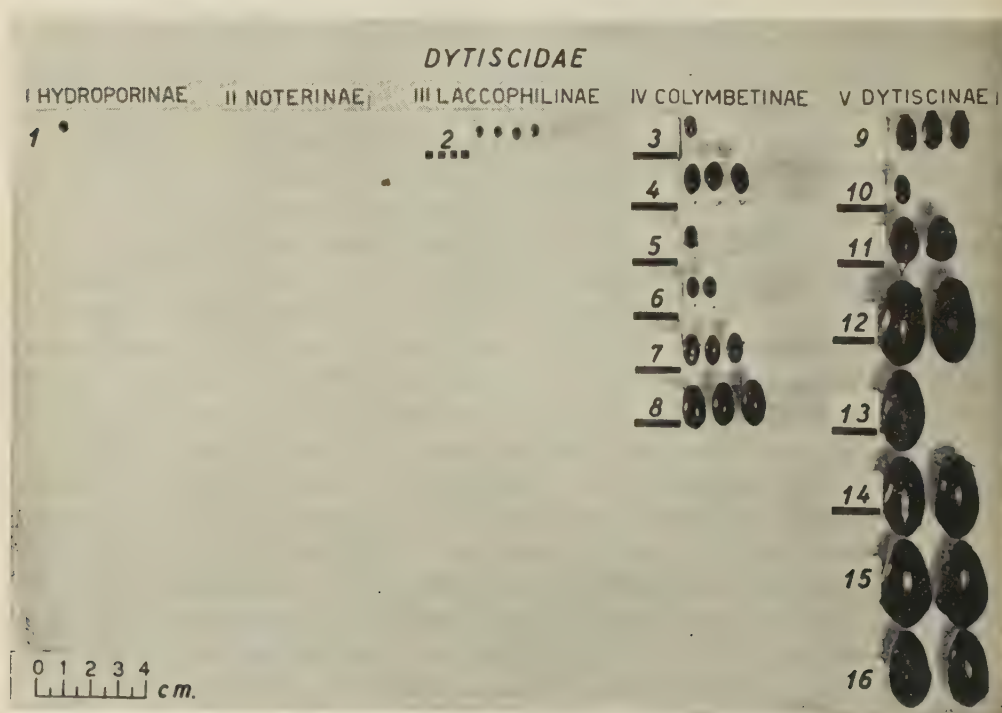 DYTISCIDAE
I HYDROPORINAE II NOTERINAE III LACCOPHILINAE IV COLYMBETINAE V DYTISCINAE
1 2 3 9
4 10
5 11
6 12
7
8 13
14
15
16
0 1 2 3 4
cm.